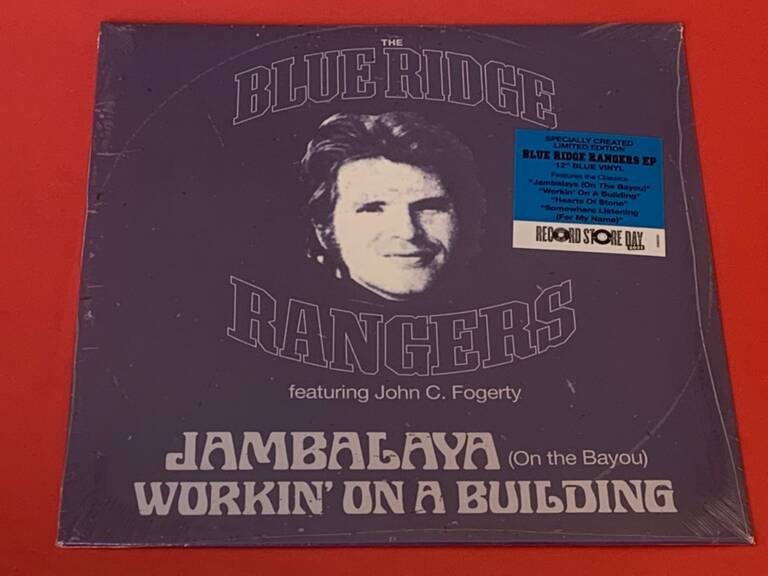 THE
BLUE RIDGE
RANGERS
featuring John C. Fogerty
JAMBALAYA (On the Bayou)
WORKIN' ON A BUILDING
SPECIALLY CREATED
LIMITED EDITION
BLUE RIDGE RANGERS EP
12" BLUE VINYL
Features the Classics
"Jambalaya (On The Bayou)"
"Workin' On A Building"
"Hearts Of Stone"
"Somewhere Listening
(For My Name)"
RECORD STORE DAY